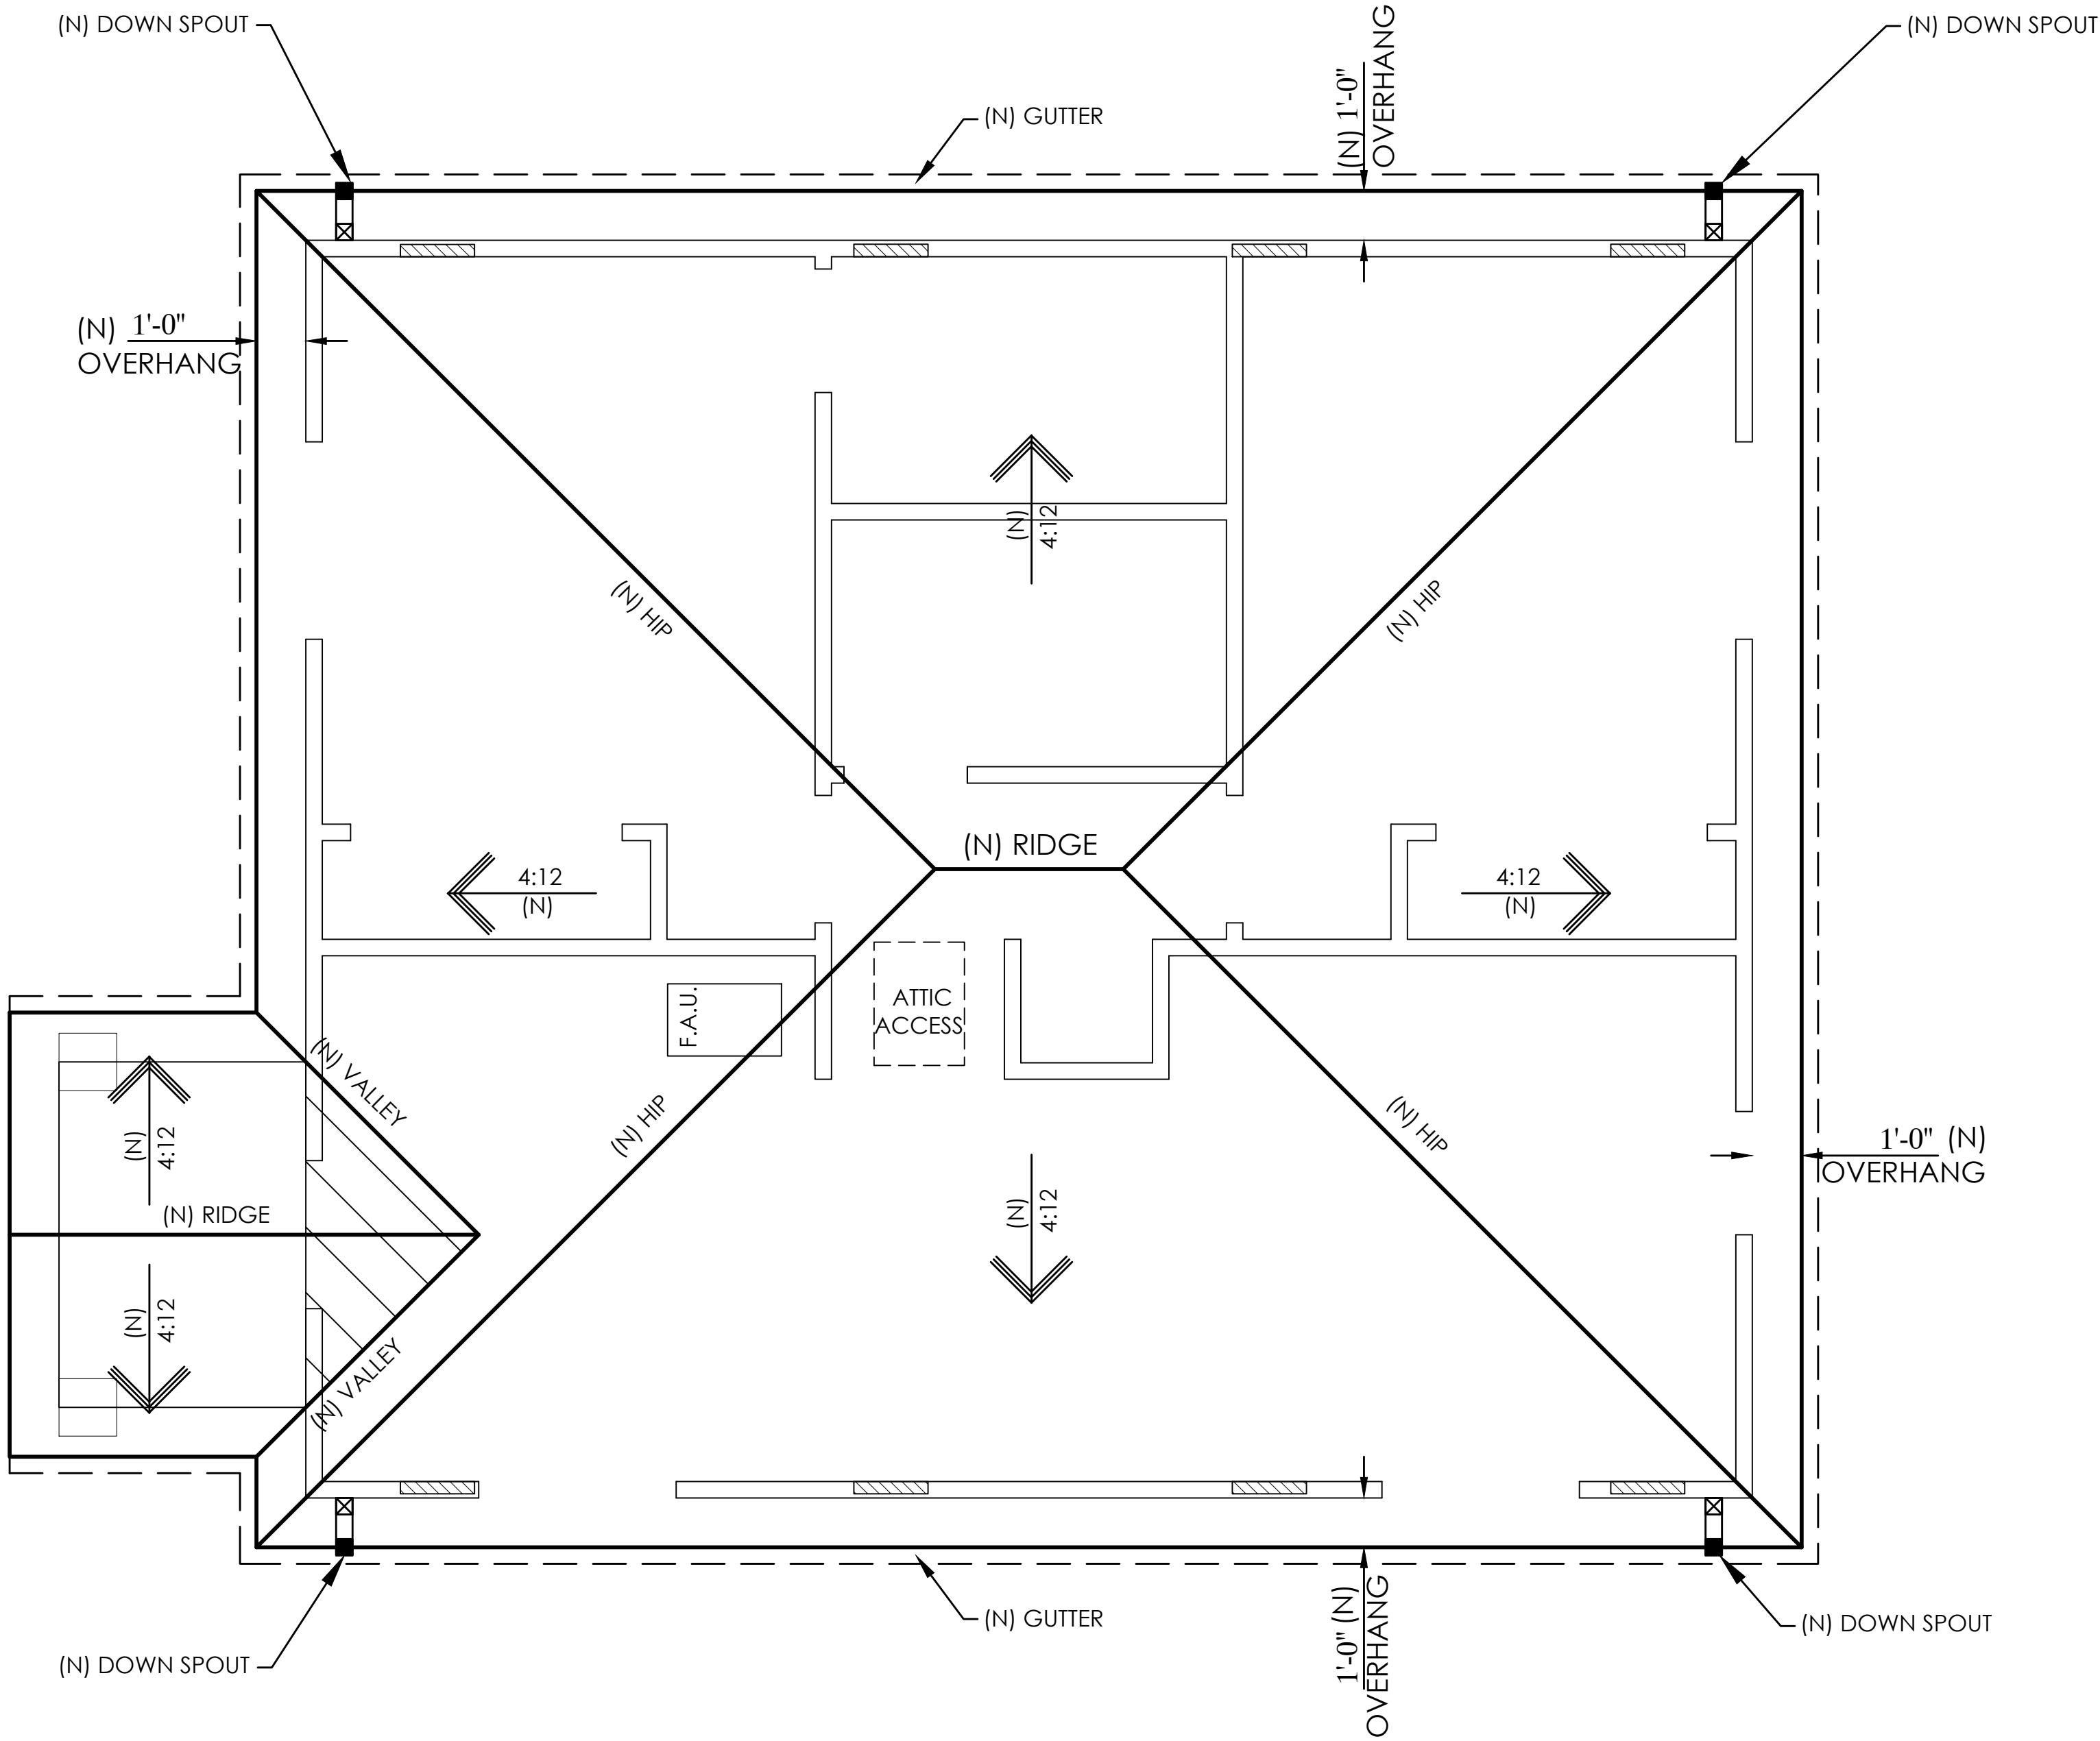 (N) DOWN SPOUT
(N) DOWN SPOUT
(N) 1'-0"
OVERHANG
(N) GUTTER
(N) 1'-0"
OVERHANG
(N)
4:12
(N) HIP
(N) HIP
(N) RIDGE
4:12
(N)
4:12
(N)
F.A.U.
ATTIC
ACCESS
(N) VALLEY
(N)
4:12
(N) HIP
(N) HIP
1'-0" (N)
OVERHANG
(N) RIDGE
(N)
4:12
(N)
4:12
(N) VALLEY
(N) GUTTER
1'-0" (N)
OVERHANG
(N) DOWN SPOUT
(N) DOWN SPOUT